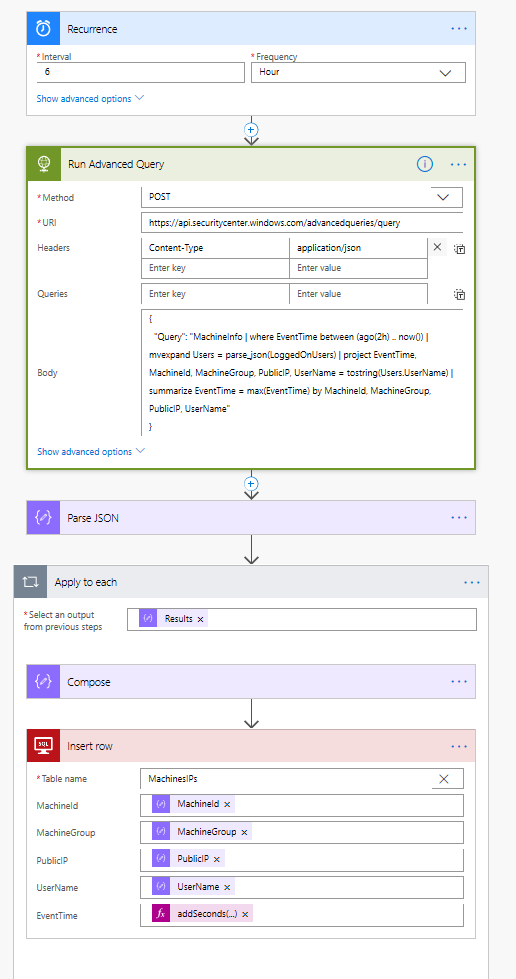 Recurrence
* Interval
* Frequency
6
Hour
Show advanced options
Run Advanced Query
* Method
POST
* URI
https://api.securitycenter.windows.com/advancedqueries/query
Headers
Content-Type
application/json
Enter key
Enter value
Queries
Enter key
Enter value
Body
{
"Query": "MachineInfo | where EventTime between (ago(2h) .. now()) |
mvexpand Users = parse_json(LoggedOnUsers) | project EventTime,
MachineId, MachineGroup, PublicIP, UserName = tostring(Users.UserName) |
summarize EventTime = max(EventTime) by MachineId, MachineGroup,
PublicIP, UserName"
}
Show advanced options
Parse JSON
Apply to each
* Select an output
from previous steps
Results
Compose
SQL
Insert row
* Table name
MachinesIPs
MachineId
MachineId
MachineGroup
MachineGroup
PublicIP
PublicIP
UserName
UserName
EventTime
fx
addSeconds(...)